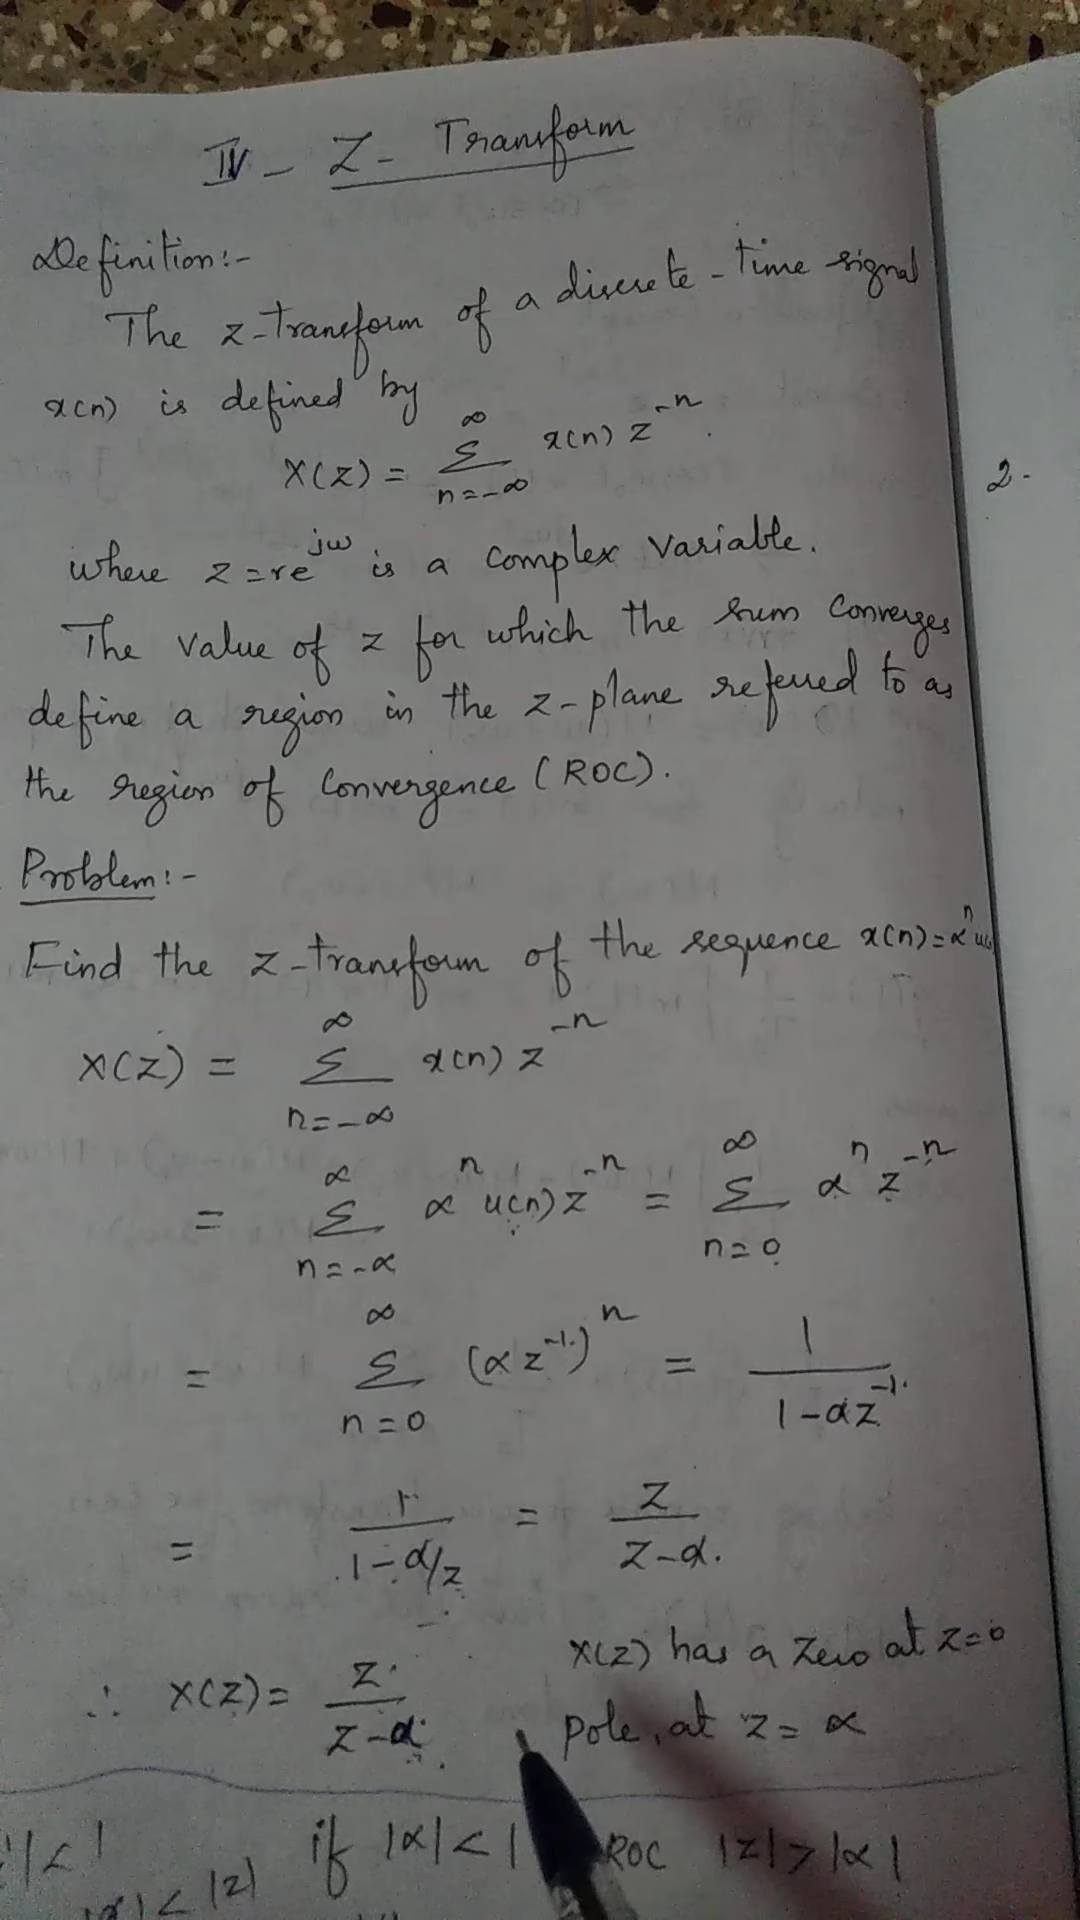 IV - Z - Transform
Definition:-
The z-transform of a discrete-time signal
x(n) is defined by
X(z) = ∑_{n=-∞}^{∞} x(n) z^{-n}.
where z = re^{jω} is a complex variable.
The value of z for which the sum converges
define a region in the z-plane referred to as
the region of convergence (ROC).
2.
Problem:-
Find the z-transform of the sequence x(n) = α^n u
X(z) = ∑_{n=-∞}^{∞} x(n) z^{-n}
= ∑_{n=-∝}^{∝} α^n u(n) z^{-n} = ∑_{n=0}^{∞} α^n z^{-n}
= ∑_{n=0}^{∞} (α z^{-1})^n = 1/(1-αz^{-1})
= 1/(1-α/z) = z/(z-α).
∴ X(z) = z/(z-α)
X(z) has a zero at z=0
pole at z = α
| < 1
if |α| < | ROC |z| > |α|
|α| < |z|